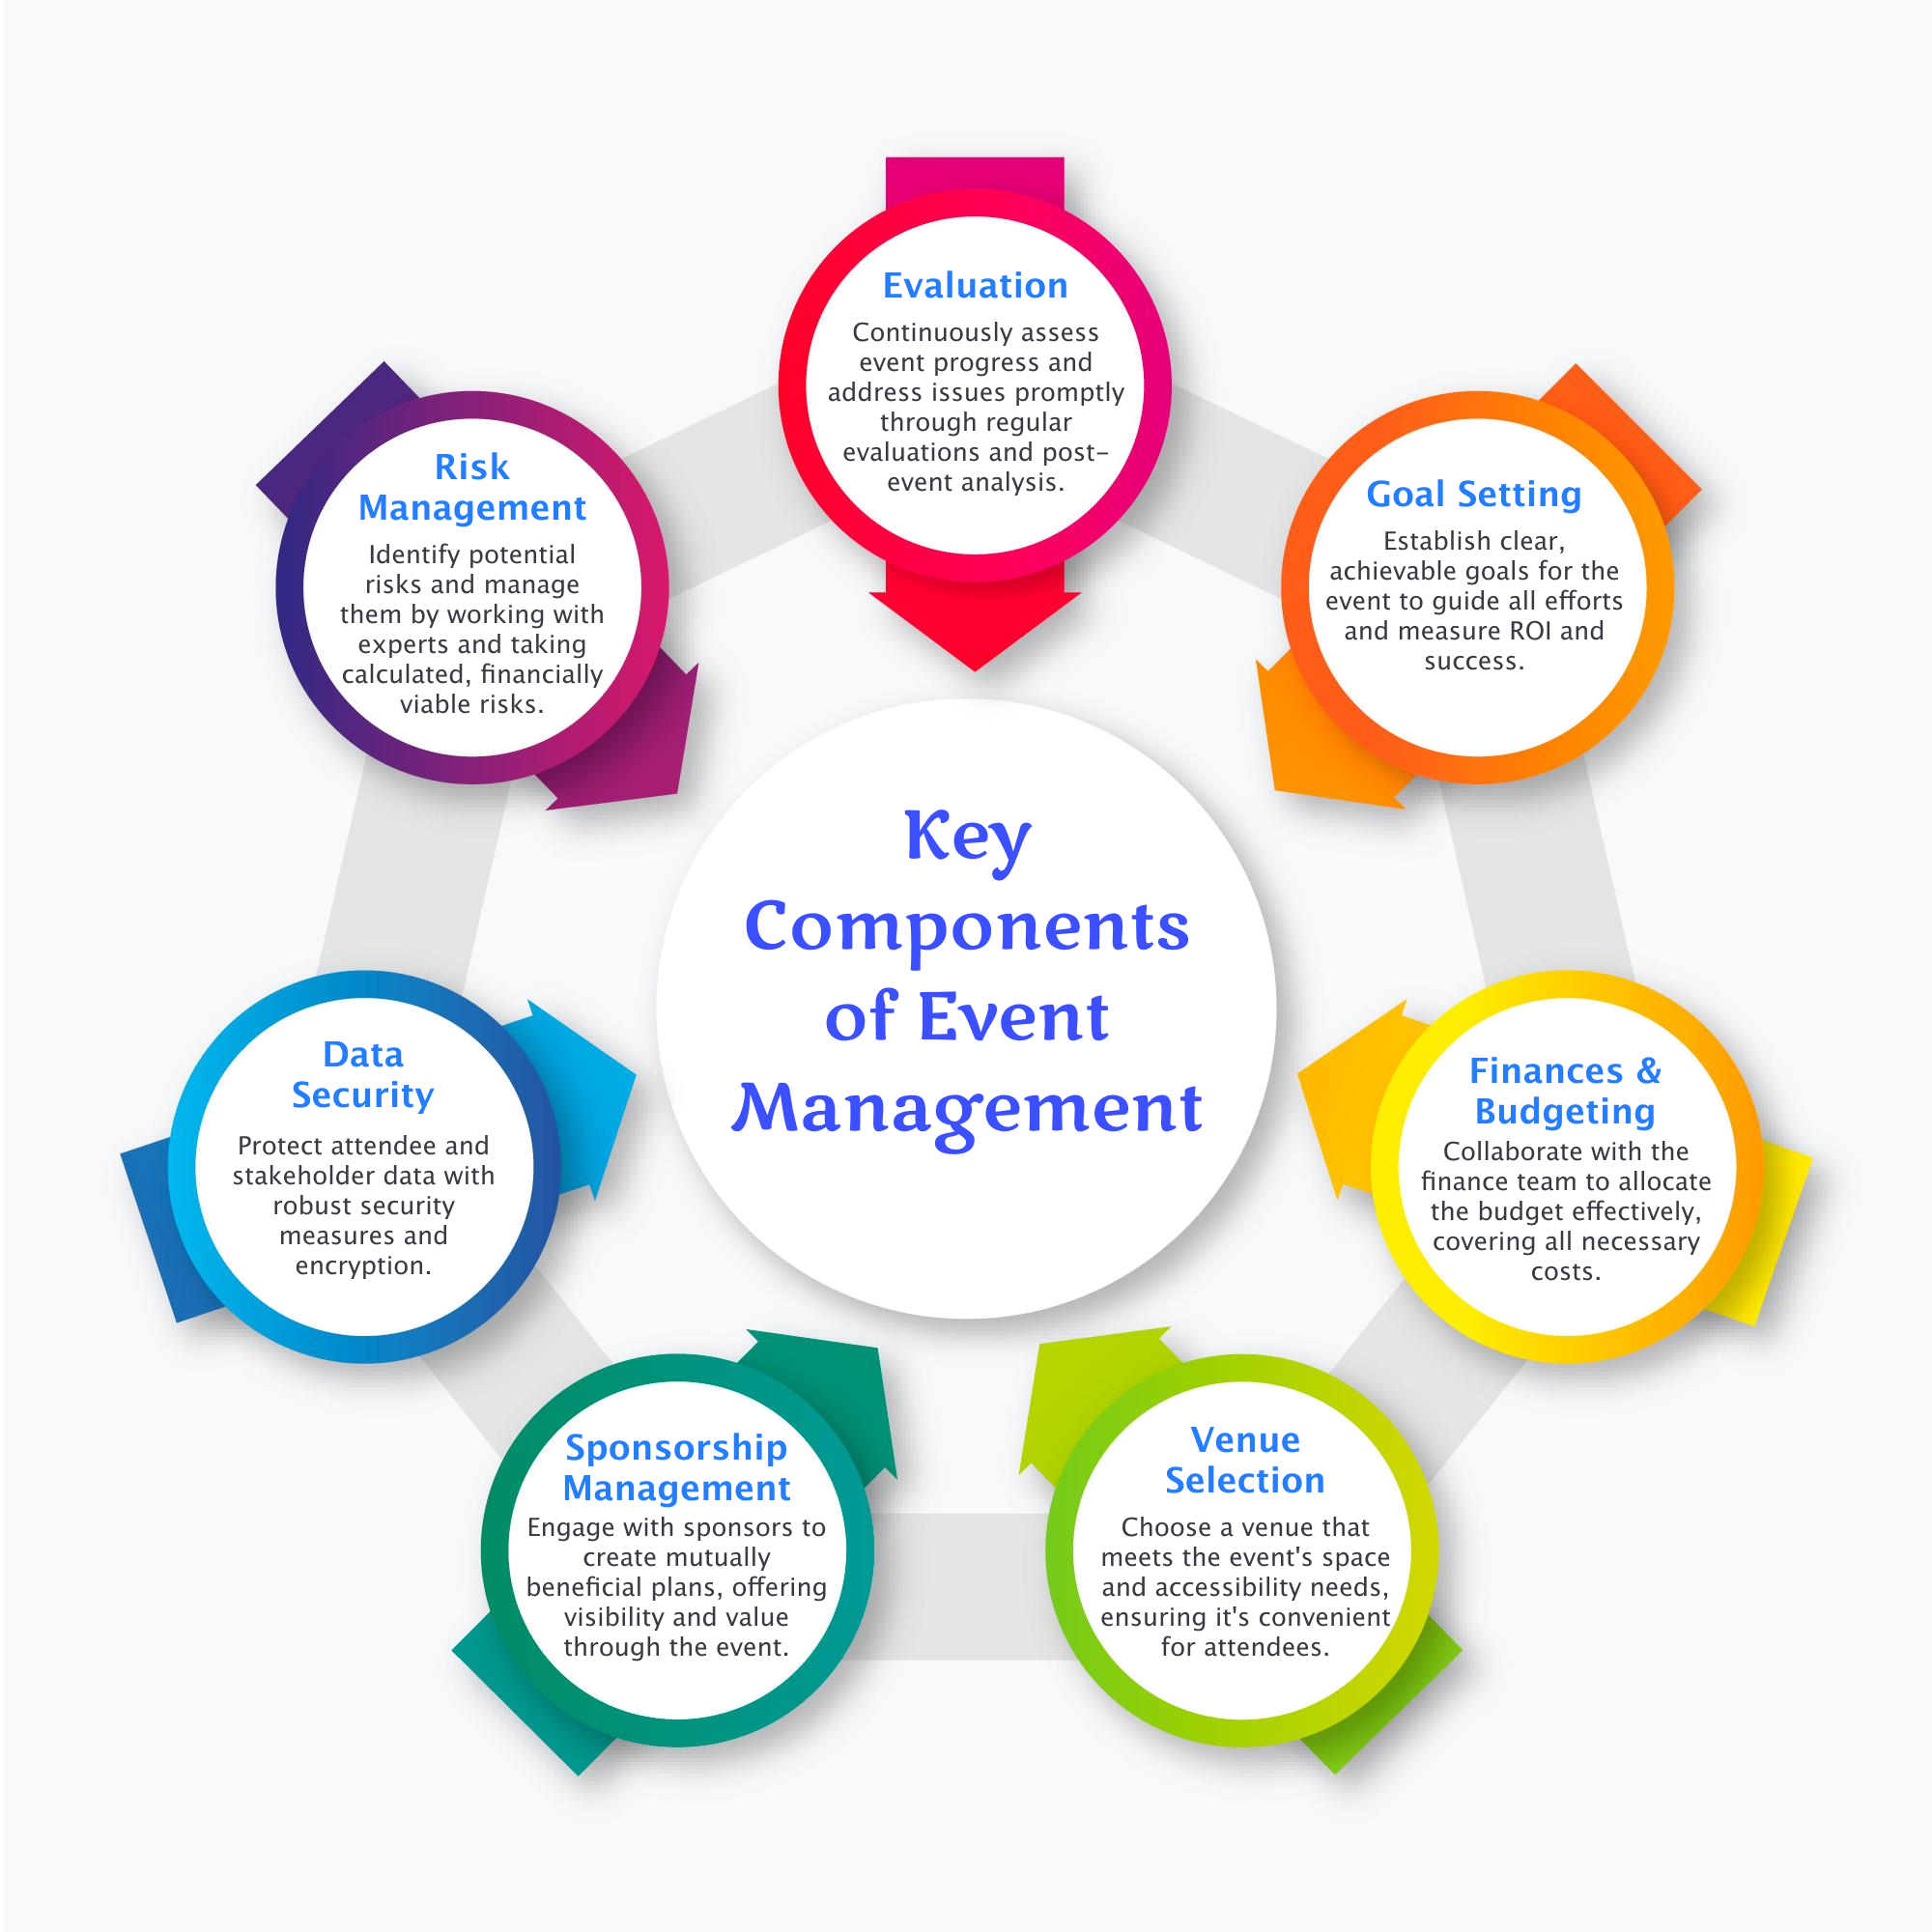 Evaluation
Continuously assess
event progress and
address issues promptly
through regular
evaluations and post-
event analysis.
Goal Setting
Establish clear,
achievable goals for the
event to guide all efforts
and measure ROI and
success.
Finances &
Budgeting
Collaborate with the
finance team to allocate
the budget effectively,
covering all necessary
costs.
Venue
Selection
Choose a venue that
meets the event's space
and accessibility needs,
ensuring it's convenient
for attendees.
Sponsorship
Management
Engage with sponsors to
create mutually
beneficial plans, offering
visibility and value
through the event.
Data
Security
Protect attendee and
stakeholder data with
robust security
measures and
encryption.
Risk
Management
Identify potential
risks and manage
them by working with
experts and taking
calculated, financially
viable risks.
Key
Components
of Event
Management